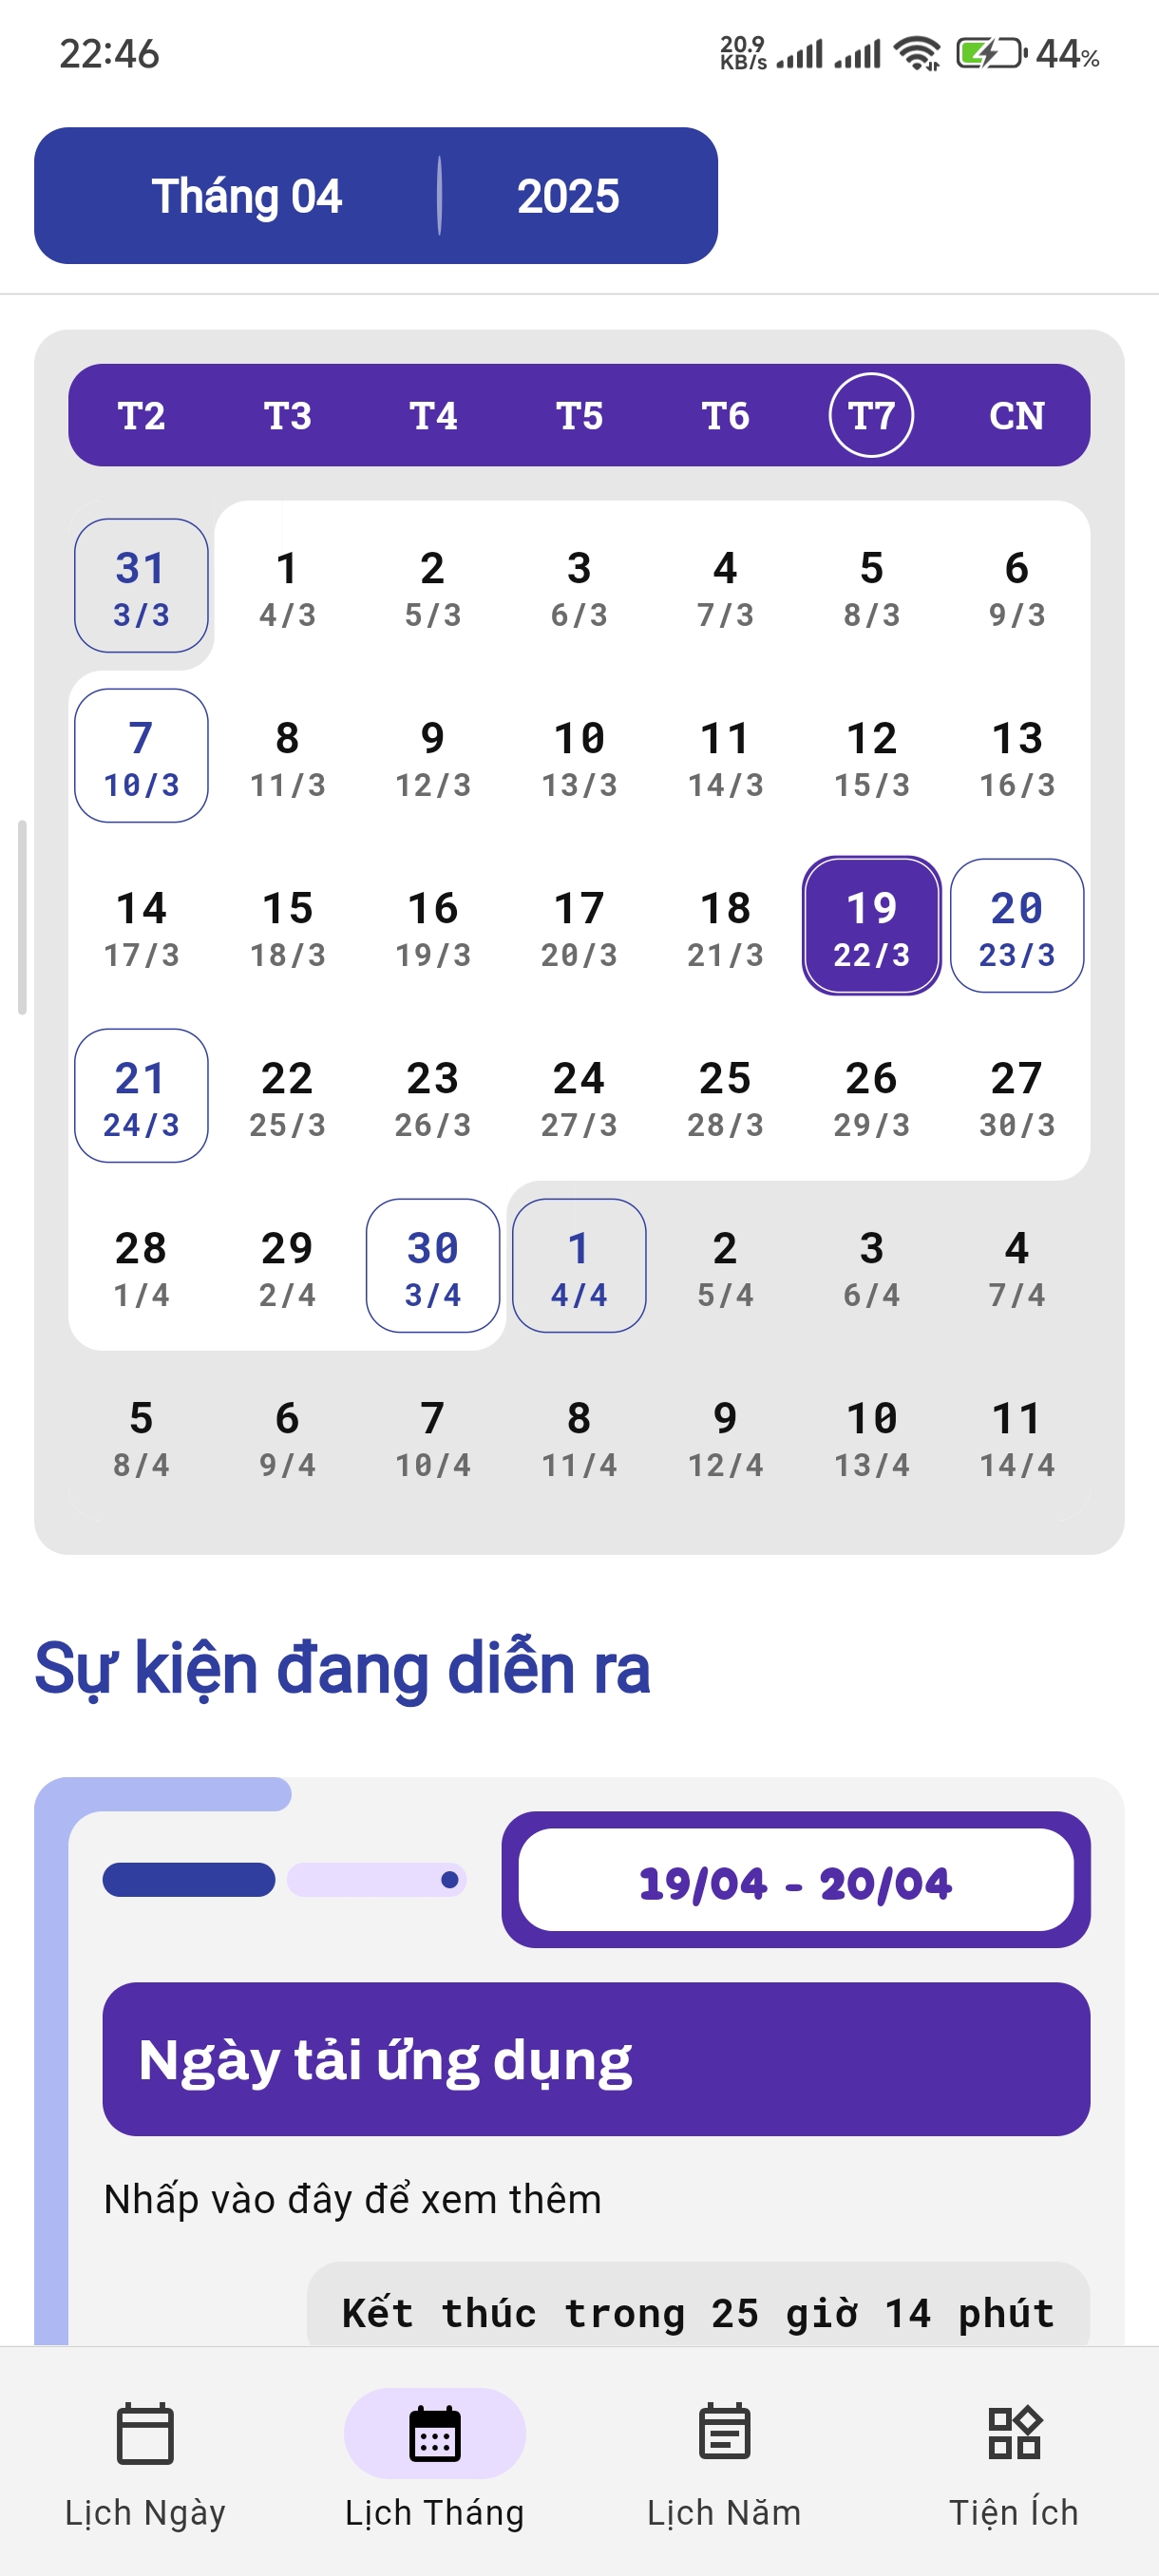 22:46 20.9 KB/s 44%
Tháng 04 2025
T2 T3 T4 T5 T6 T7 CN
31 1 2 3 4 5 6
3/3 4/3 5/3 6/3 7/3 8/3 9/3
7 8 9 10 11 12 13
10/3 11/3 12/3 13/3 14/3 15/3 16/3
14 15 16 17 18 19 20
17/3 18/3 19/3 20/3 21/3 22/3 23/3
21 22 23 24 25 26 27
24/3 25/3 26/3 27/3 28/3 29/3 30/3
28 29 30 1 2 3 4
1/4 2/4 3/4 4/4 5/4 6/4 7/4
5 6 7 8 9 10 11
8/4 9/4 10/4 11/4 12/4 13/4 14/4
Sự kiện đang diễn ra
19/04 - 20/04
Ngày tải ứng dụng
Nhấp vào đây để xem thêm
Kết thúc trong 25 giờ 14 phút
Lịch Ngày Lịch Tháng Lịch Năm Tiện Ích